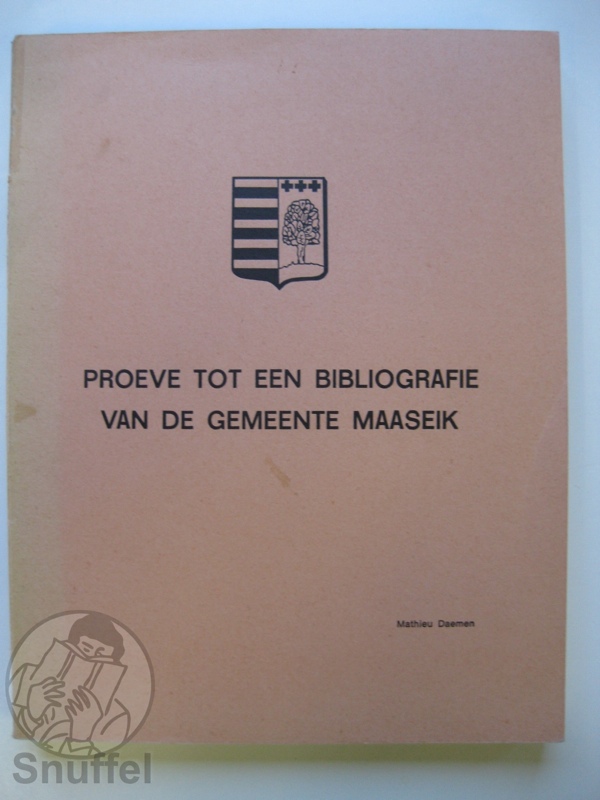 PROEVE TOT EEN BIBLIOGRAFIE
VAN DE GEMEENTE MAASEIK
Mathieu Daemen
Snuffel